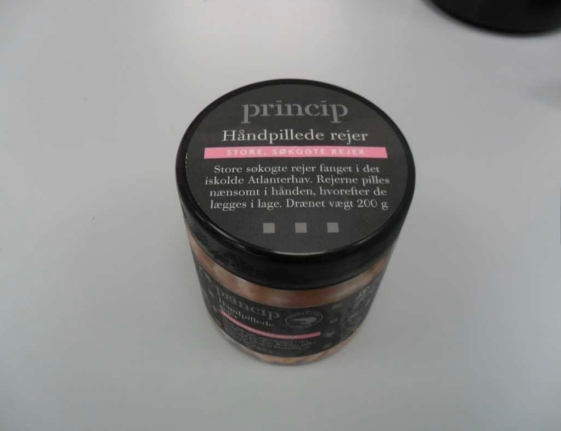 princip
Håndpillede rejer
STORE, SØKOGTE REJER
Store søkogte rejer fanget i det
iskolde Atlanterhav. Rejerne pilles
nænsomt i hånden, hvorefter de
lægges i lage. Drænet vægt 200 g
princip
Håndpillede